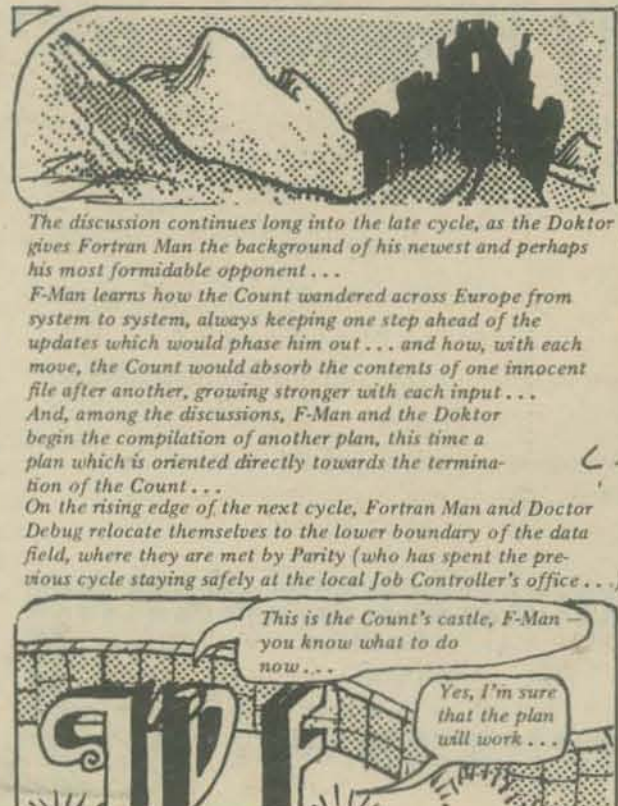 The discussion continues long into the late cycle, as the Doktor
gives Fortran Man the background of his newest and perhaps
his most formidable opponent . . .
F-Man learns how the Count wandered across Europe from
system to system, always keeping one step ahead of the
updates which would phase him out . . . and how, with each
move, the Count would absorb the contents of one innocent
file after another, growing stronger with each input . . .
And, among the discussions, F-Man and the Doktor
begin the compilation of another plan, this time a
plan which is oriented directly towards the termina-
tion of the Count . . .
On the rising edge of the next cycle, Fortran Man and Doctor
Debug relocate themselves to the lower boundary of the data
field, where they are met by Parity (who has spent the pre-
vious cycle staying safely at the local Job Controller's office . . .
This is the Count's castle, F-Man —
you know what to do
now . . .
Yes, I'm sure
that the plan
will work . . .